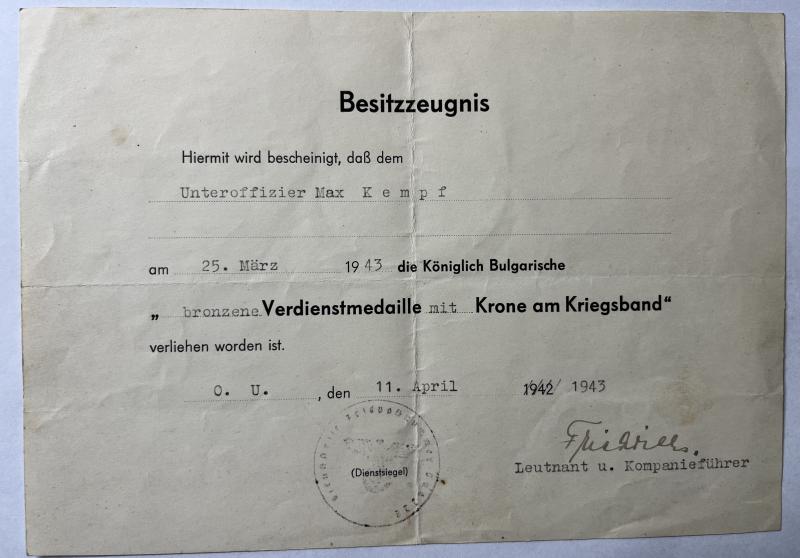 Besitzzeugnis
Hiermit wird bescheinigt, daß dem
Unteroffizier Max K e m p f
am 25. März 1943 die Königlich Bulgarische
„ bronzene Verdienstmedaille mit Krone am Kriegsband“
verliehen worden ist.
O. U. , den 11. April 1942 1943
(Dienstsiegel)
Leutnant u. Kompanieführer